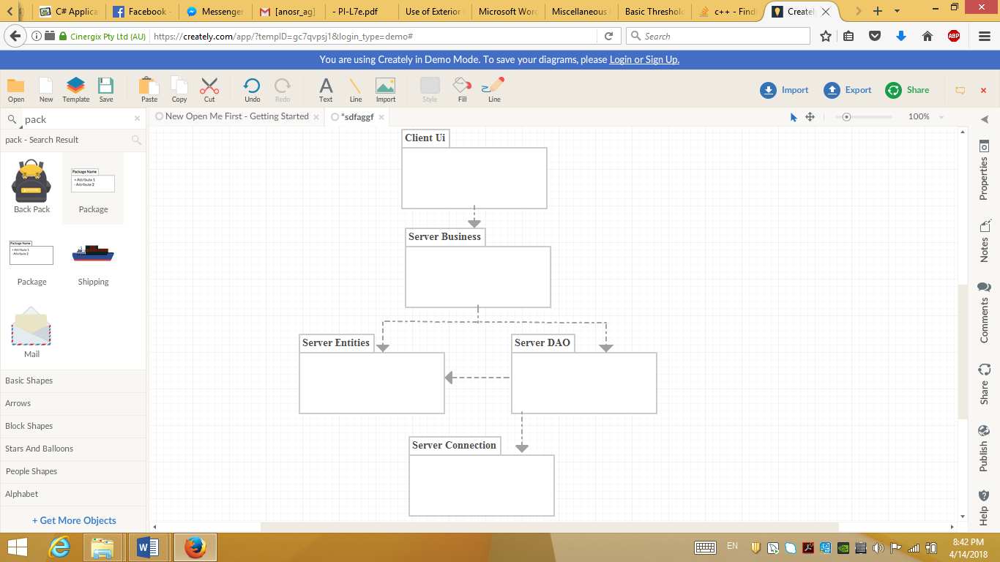 C# Applica
Facebook -
Messenger
[anosr_ag]
- PI-L7e.pdf
Use of Exterior
Microsoft Word
Miscellaneous
Basic Threshold
c++ - Findi
Creately
Cinergix Pty Ltd (AU)
https://creately.com/app/?tempID=gc7qvpsj1&login_type=demo#
Search
ABP
You are using Creately in Demo Mode. To save your diagrams, please Login or Sign Up.
Open
New
Template
Save
Paste
Copy
Cut
Undo
Redo
A
Text
Line
Import
Style
Fill
Line
Import
Export
Share
pack
New Open Me First - Getting Started
*sdfaggf
100%
pack - Search Result
Package Name
+ Attribute 1
- Attribute 2
Back Pack
Package
Package Name
+ Attribute 1
- Attribute 2
Package
Shipping
Mail
Basic Shapes
Arrows
Block Shapes
Stars And Balloons
People Shapes
Alphabet
+ Get More Objects
Client Ui
Server Business
Server Entities
Server DAO
Server Connection
Properties
Notes
Comments
Share
Publish
Help
EN
8:42 PM
4/14/2018